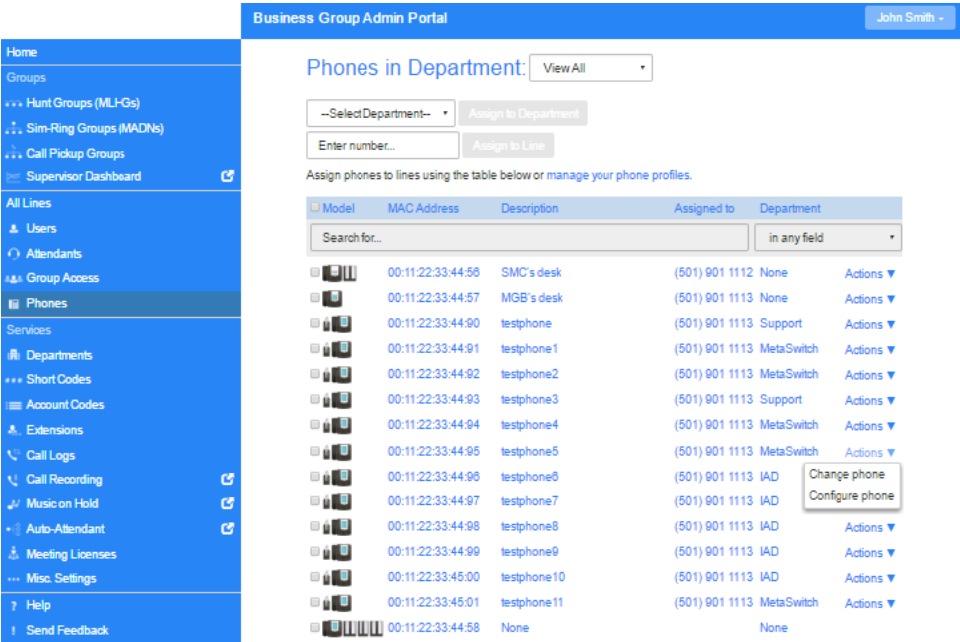 Business Group Admin Portal
John Smith
Home
Groups
Hunt Groups (MLHGs)
Sim-Ring Groups (MADNs)
Call Pickup Groups
Supervisor Dashboard
All Lines
Users
Attendants
Group Access
Phones
Services
Departments
Short Codes
Account Codes
Extensions
Call Logs
Call Recording
Music on Hold
Auto-Attendant
Meeting Licenses
Misc. Settings
? Help
! Send Feedback
Phones in Department: View All
--Select Department-- Assign to Department
Enter number... Assign to Line
Assign phones to lines using the table below or manage your phone profiles.
Model MAC Address Description Assigned to Department
Search for... in any field
00:11:22:33:44:56 SMC's desk (501) 901 1112 None Actions ▼
00:11:22:33:44:57 MGB's desk (501) 901 1113 None Actions ▼
00:11:22:33:44:90 testphone (501) 901 1113 Support Actions ▼
00:11:22:33:44:91 testphone1 (501) 901 1113 MetaSwitch Actions ▼
00:11:22:33:44:92 testphone2 (501) 901 1113 MetaSwitch Actions ▼
00:11:22:33:44:93 testphone3 (501) 901 1113 Support Actions ▼
00:11:22:33:44:94 testphone4 (501) 901 1113 MetaSwitch Actions ▼
00:11:22:33:44:95 testphone5 (501) 901 1113 MetaSwitch Actions ▼
00:11:22:33:44:96 testphone6 (501) 901 1113 IAD Change phone
00:11:22:33:44:97 testphone7 (501) 901 1113 IAD Configure phone
00:11:22:33:44:98 testphone8 (501) 901 1113 IAD Actions ▼
00:11:22:33:44:99 testphone9 (501) 901 1113 IAD Actions ▼
00:11:22:33:45:00 testphone10 (501) 901 1113 IAD Actions ▼
00:11:22:33:45:01 testphone11 (501) 901 1113 MetaSwitch Actions ▼
00:11:22:33:44:58 None None